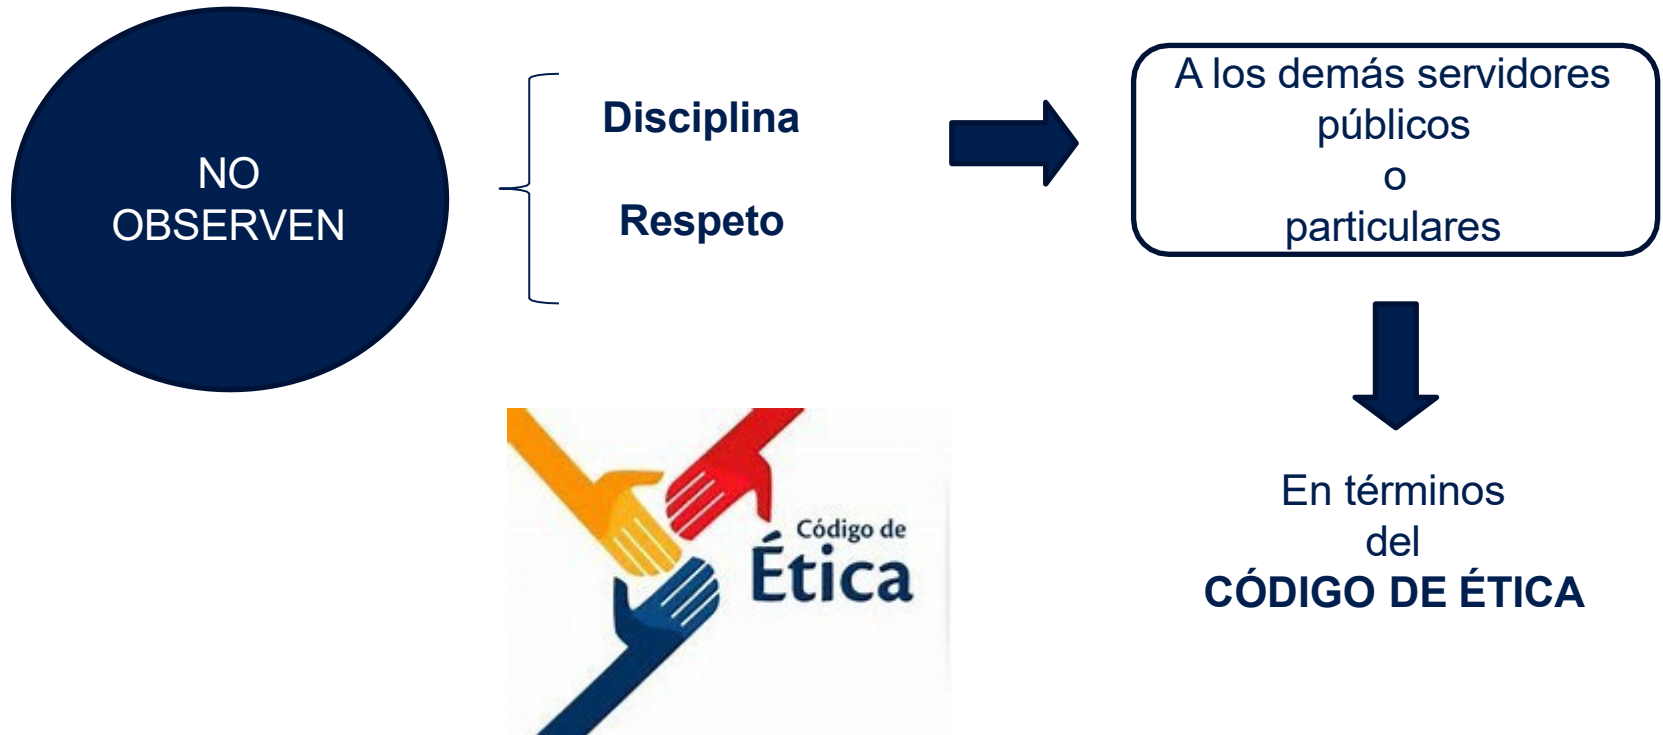 NO
OBSERVEN
Disciplina
Respeto
A los demás servidores
públicos
o
particulares
En términos
del
CÓDIGO DE ÉTICA
Código de
Ética